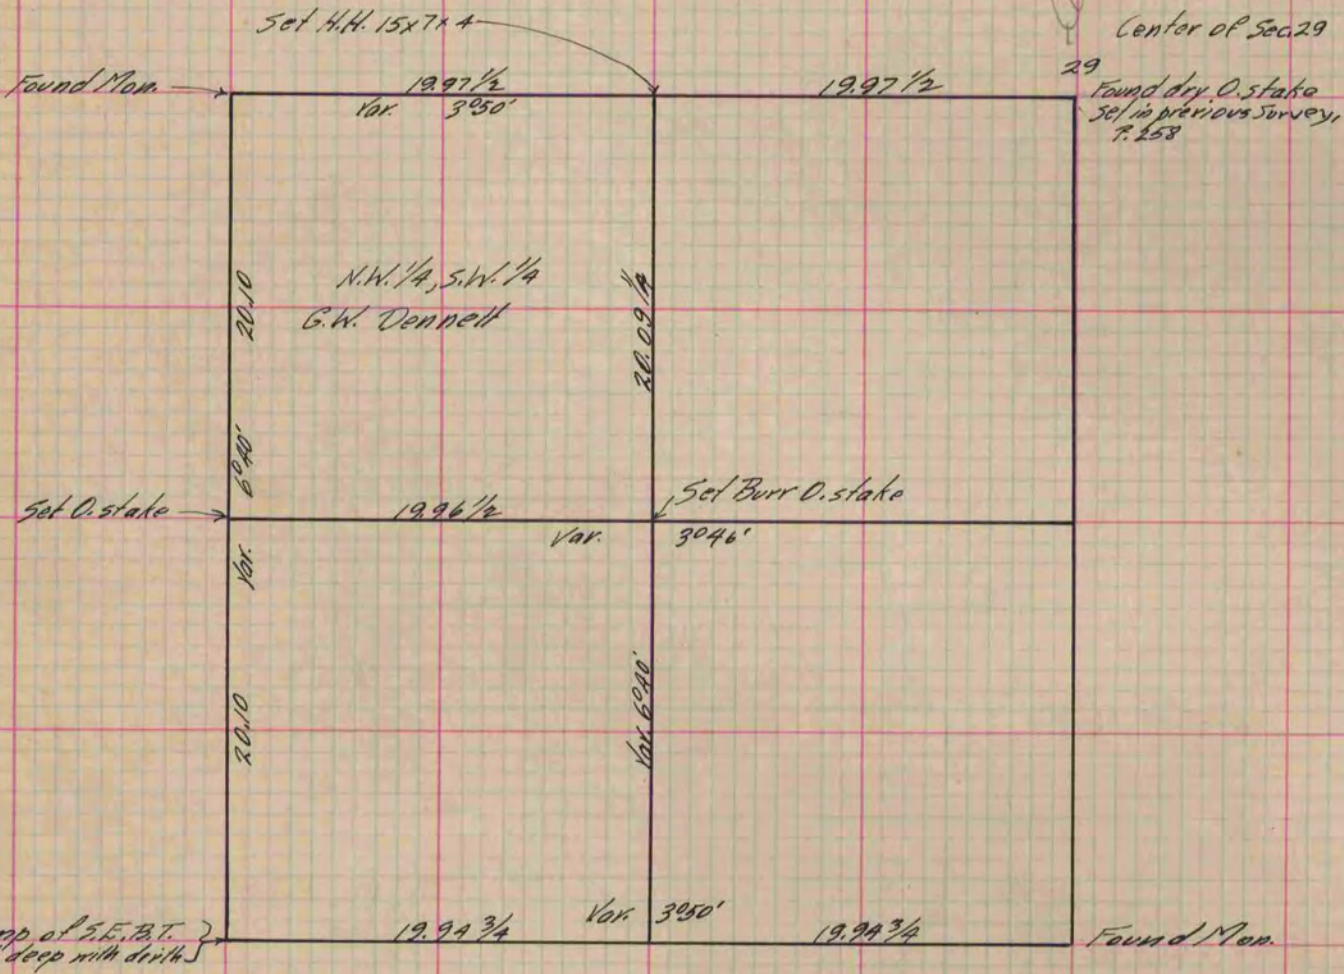 Set H.H. 15x7x4
Center of Sec. 29
29
Found Mon.
19.97 1/2
19.97 1/2
Found dry O. stake
set in previous survey,
P. 258
Var. 3°50'
20.10
N.W. 1/4, S.W. 1/4
G.W. Dennett
20.09 1/4
6°40'
Set O. stake
19.96 1/2
Set Burr O. stake
Var.
Var. 3°46'
20.10
Var. 6°40'
Var. 3°50'
of S.E.B.T.
deep with
19.94 3/4
19.94 3/4
Found Mon.